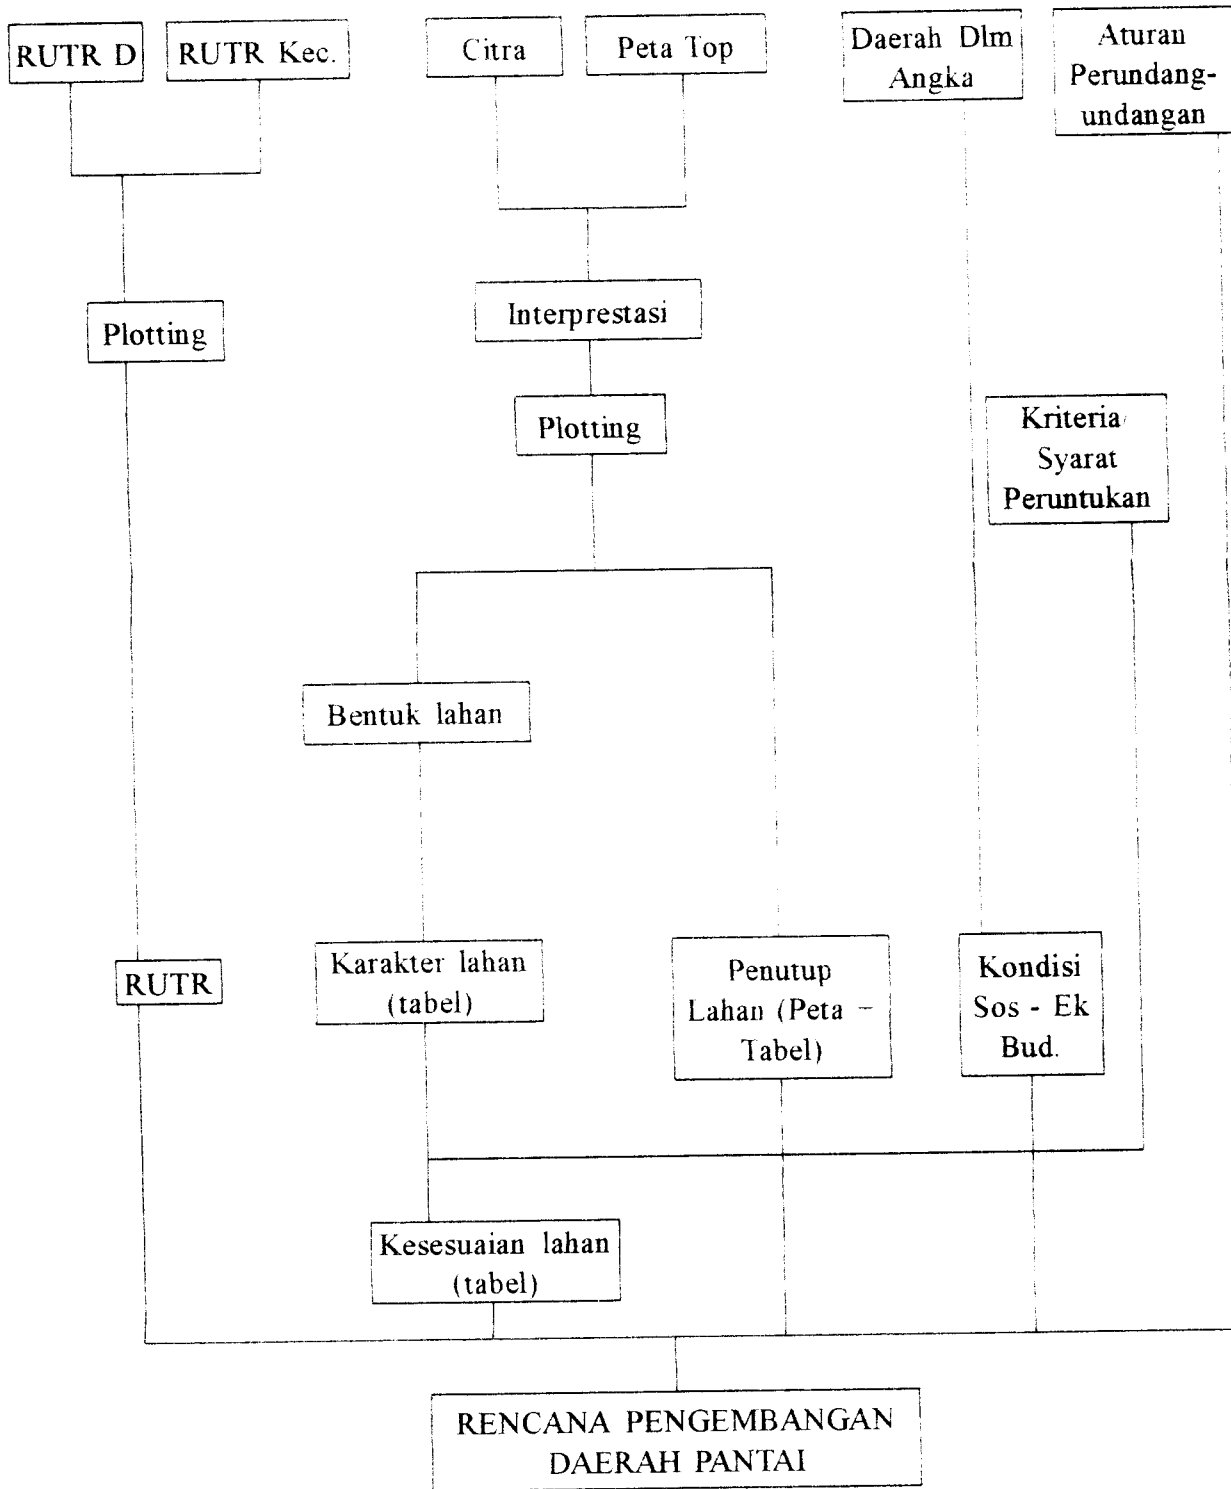 RUTR D
RUTR Kec.
Citra
Peta Top
Daerah Dlm
Angka
Aturan
Perundang-
undangan
Plotting
Interprestasi
Plotting
Kriteria/
Syarat
Peruntukan
Bentuk lahan
RUTR
Karakter lahan
(tabel)
Penutup
Lahan (Peta –
Tabel)
Kondisi
Sos - Ek
Bud.
Kesesuaian lahan
(tabel)
RENCANA PENGEMBANGAN
DAERAH PANTAI